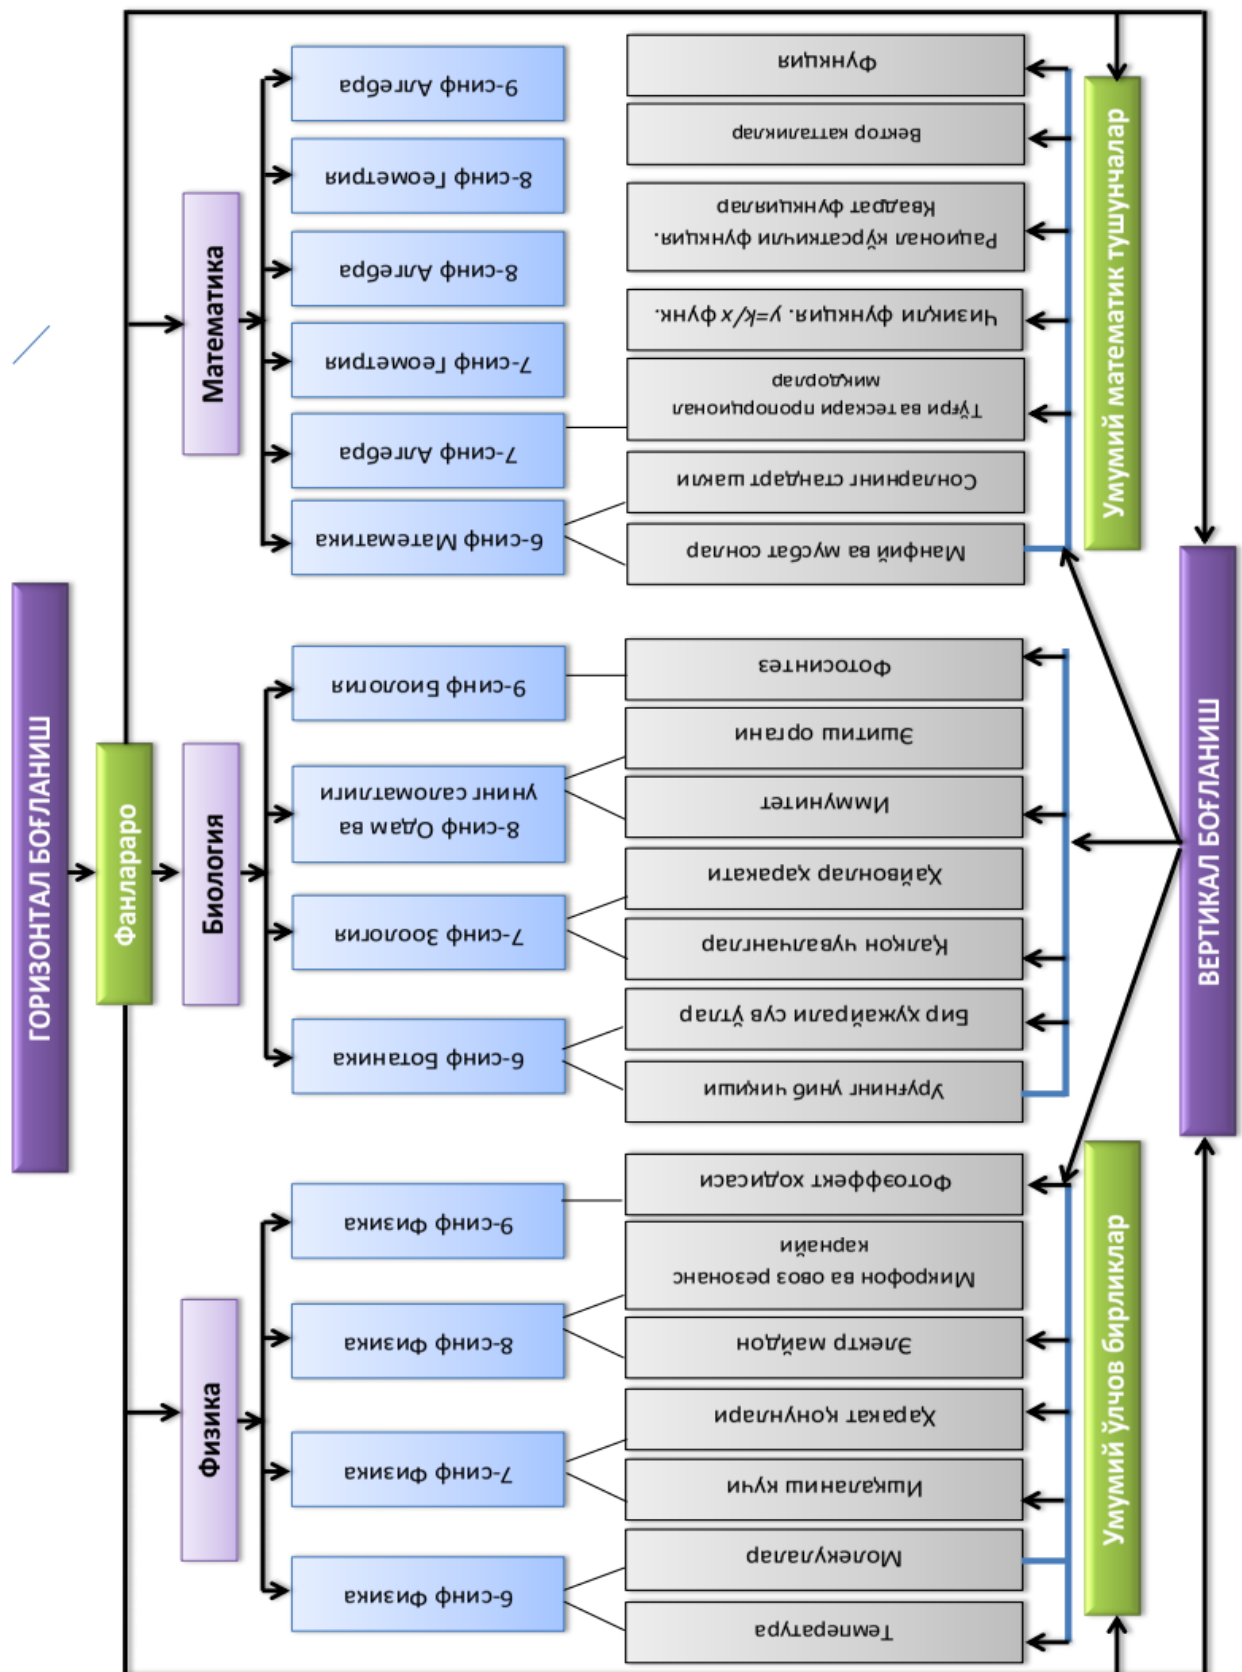 ГОРИЗОНТАЛ БОҒЛАНИШ
Фанлараро
Математика
9-синф Алгебра
8-синф Геометрия
8-синф Алгебра
7-синф Геометрия
7-синф Алгебра
6-синф Математика
Функция
Вектор катталиклар
Рационал кўрсаткичли функция.
Квадрат функциялар
Чизиқли функция. y=k/x функ.
Тўғри ва тескари пропорционал
миқдорлар
Сонларнинг стандарт шакли
Манфий ва мусбат сонлар
Умумий математик тушунчалар
Биология
9-синф Биология
8-синф Одам ва
унинг саломатлиги
7-синф Зоология
6-синф Ботаника
Фотосинтез
Эшитиш органи
Иммунитет
Ҳайвонлар ҳаракати
Қалқон чувалчанглар
Бир ҳужайрали сув ўтлар
Уруғнинг униб чиқиши
ВЕРТИКАЛ БОҒЛАНИШ
Физика
9-синф Физика
8-синф Физика
7-синф Физика
6-синф Физика
Фотоэффект ходисаси
Микрофон ва овоз резонанс
карнайи
Электр майдон
Ҳаракат қонунлари
Ишқаланиш кучи
Молекулалар
Температура
Умумий ўлчов бирликлар